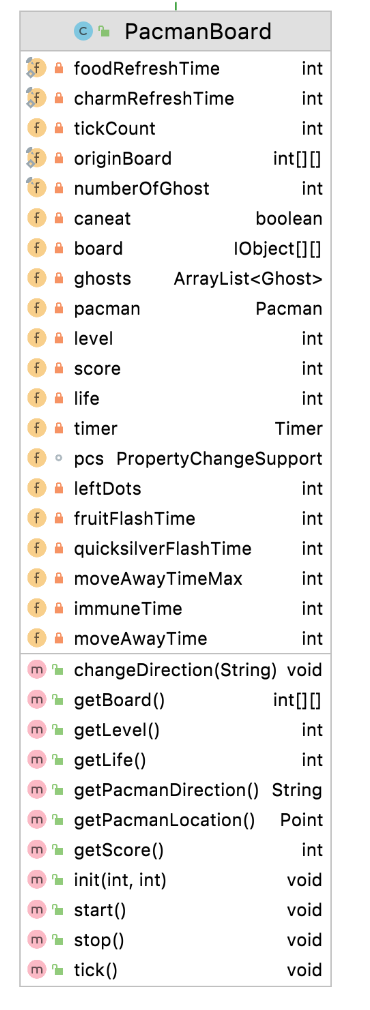 PacmanBoard
foodRefreshTime int
charmRefreshTime int
tickCount int
originBoard int[][]
numberOfGhost int
caneat boolean
board IObject[][]
ghosts ArrayList<Ghost>
pacman Pacman
level int
score int
life int
timer Timer
pcs PropertyChangeSupport
leftDots int
fruitFlashTime int
quicksilverFlashTime int
moveAwayTimeMax int
immuneTime int
moveAwayTime int
changeDirection(String) void
getBoard() int[][]
getLevel() int
getLife() int
getPacmanDirection() String
getPacmanLocation() Point
getScore() int
init(int, int) void
start() void
stop() void
tick() void